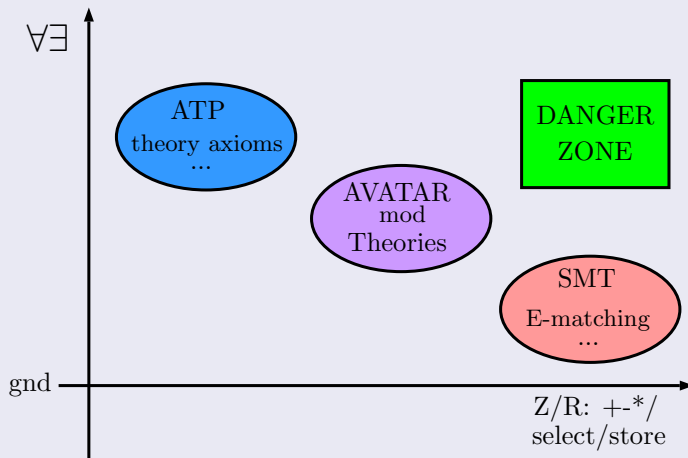 ∀∃
ATP
theory axioms
...
DANGER
ZONE
AVATAR
mod
Theories
SMT
E-matching
...
gnd
Z/R: +-*/
select/store